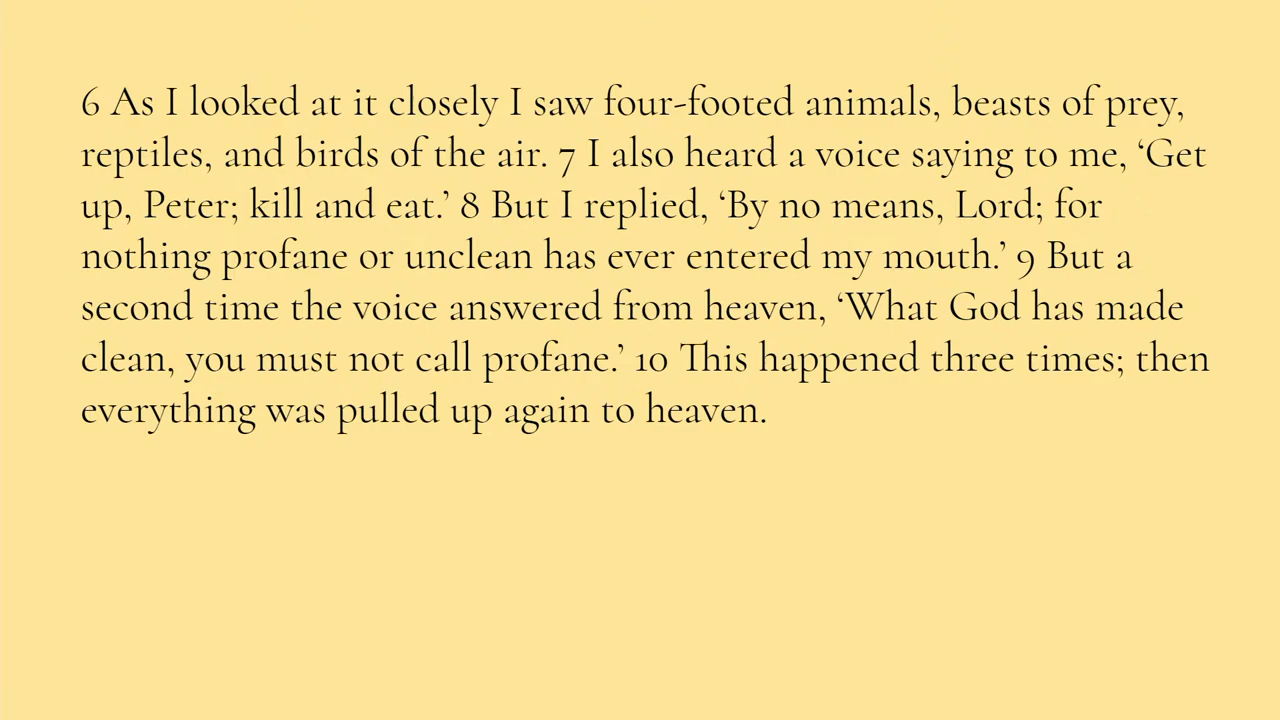 6 As I looked at it closely I saw four-footed animals, beasts of prey,
reptiles, and birds of the air. 7 I also heard a voice saying to me, ‘Get
up, Peter; kill and eat.’ 8 But I replied, ‘By no means, Lord; for
nothing profane or unclean has ever entered my mouth.’ 9 But a
second time the voice answered from heaven, ‘What God has made
clean, you must not call profane.’ 10 This happened three times; then
everything was pulled up again to heaven.